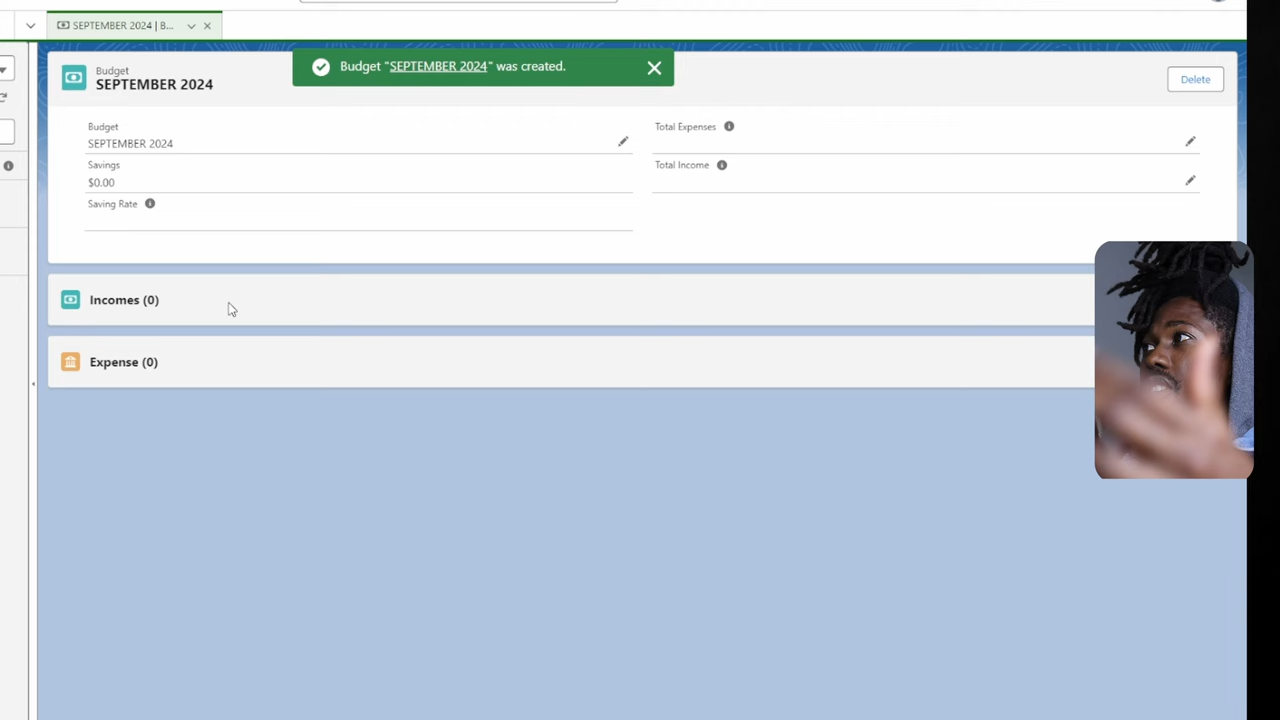 SEPTEMBER 2024 | B...
Budget
SEPTEMBER 2024
Budget "SEPTEMBER 2024" was created.
Delete
Budget
SEPTEMBER 2024
Total Expenses
Savings
$0.00
Total Income
Saving Rate
Incomes (0)
Expense (0)